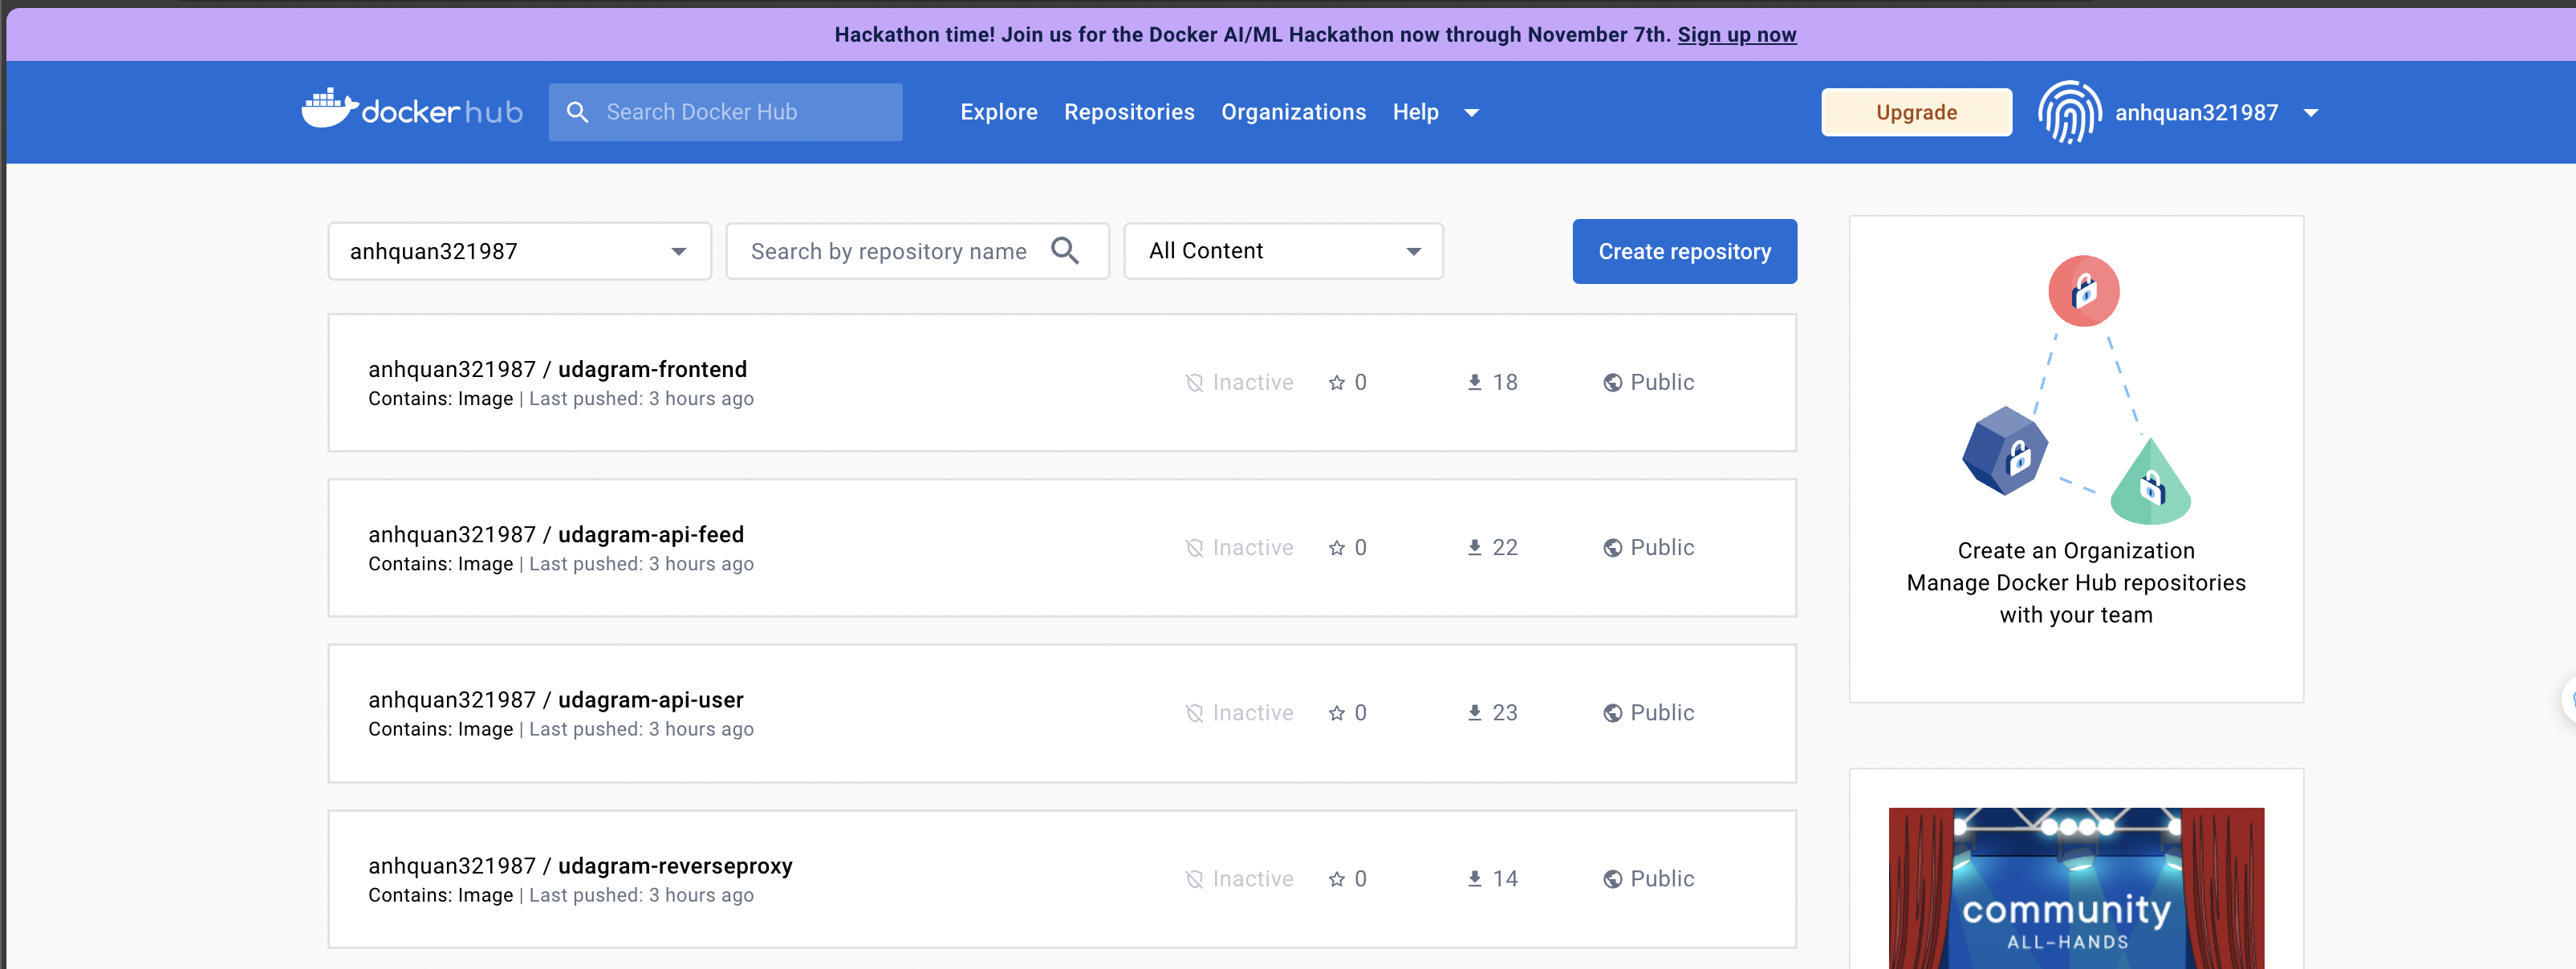 Hackathon time! Join us for the Docker AI/ML Hackathon now through November 7th. Sign up now
dockerhub
Search Docker Hub
Explore
Repositories
Organizations
Help
Upgrade
anhquan321987
anhquan321987
Search by repository name
All Content
Create repository
anhquan321987 / udagram-frontend
Contains: Image | Last pushed: 3 hours ago
Inactive
0
18
Public
anhquan321987 / udagram-api-feed
Contains: Image | Last pushed: 3 hours ago
Inactive
0
22
Public
anhquan321987 / udagram-api-user
Contains: Image | Last pushed: 3 hours ago
Inactive
0
23
Public
anhquan321987 / udagram-reverseproxy
Contains: Image | Last pushed: 3 hours ago
Inactive
0
14
Public
Create an Organization
Manage Docker Hub repositories
with your team
community
ALL-HANDS